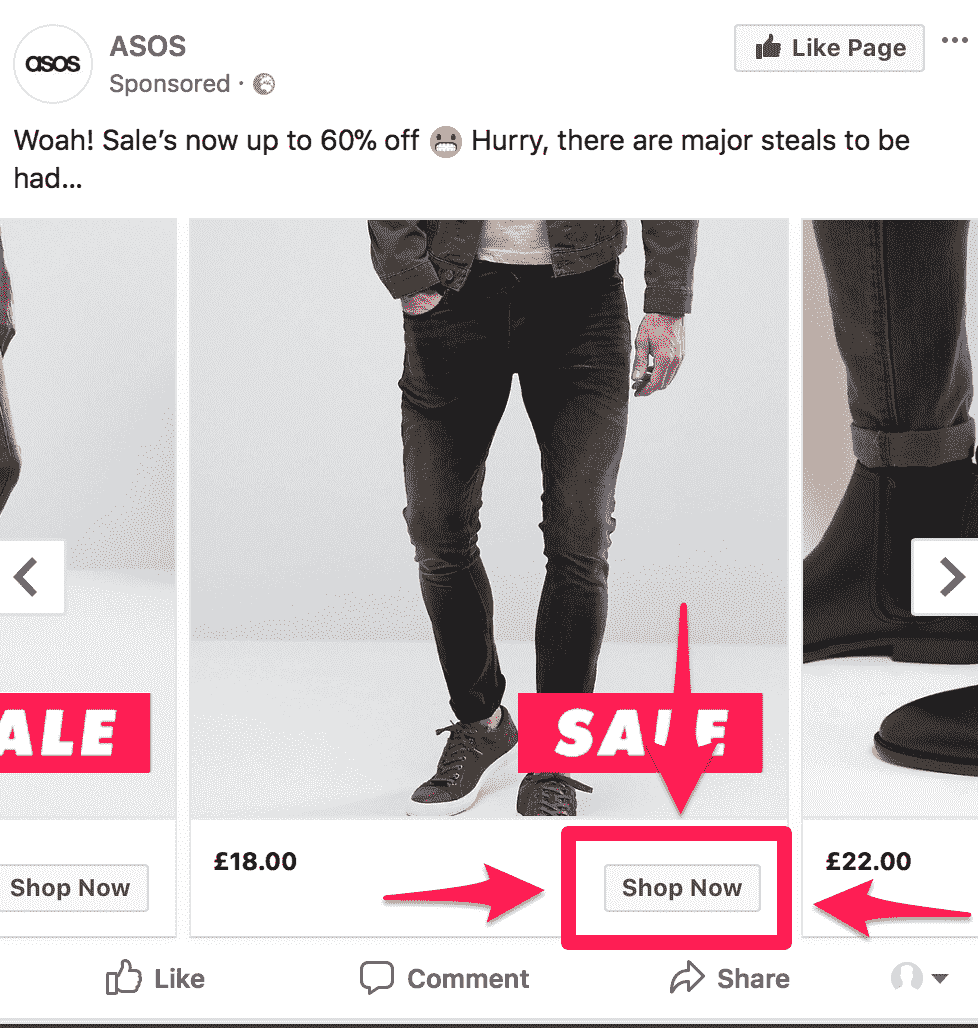 asos
ASOS
Sponsored ·
Like Page
Woah! Sale’s now up to 60% off 😬 Hurry, there are major steals to be
had...
SALE
£18.00
Shop Now
Shop Now
£22.00
Like
Comment
Share